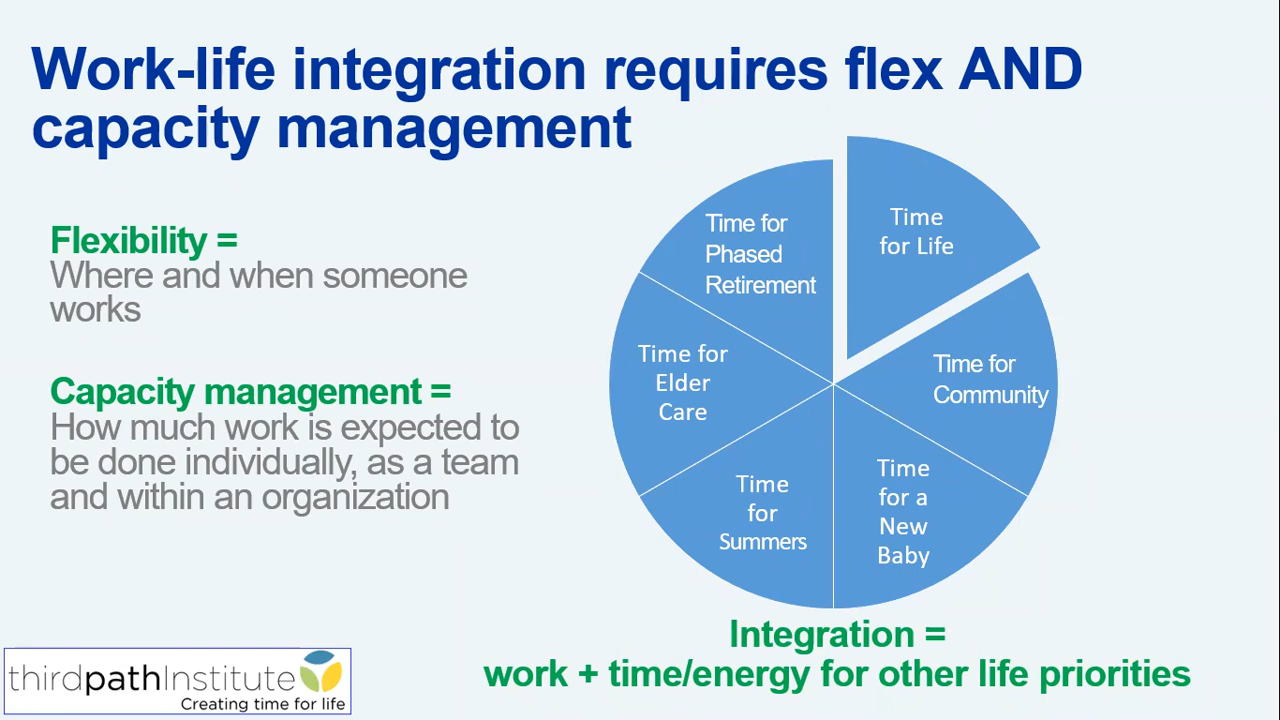 Work-life integration requires flex AND
capacity management
Flexibility =
Where and when someone
works
Capacity management =
How much work is expected to
be done individually, as a team
and within an organization
Time
for Life
Time for
Community
Time
for a
New
Baby
Time
for
Summers
Time for
Elder
Care
Time for
Phased
Retirement
Integration =
work + time/energy for other life priorities
thirdpathInstitute
Creating time for life